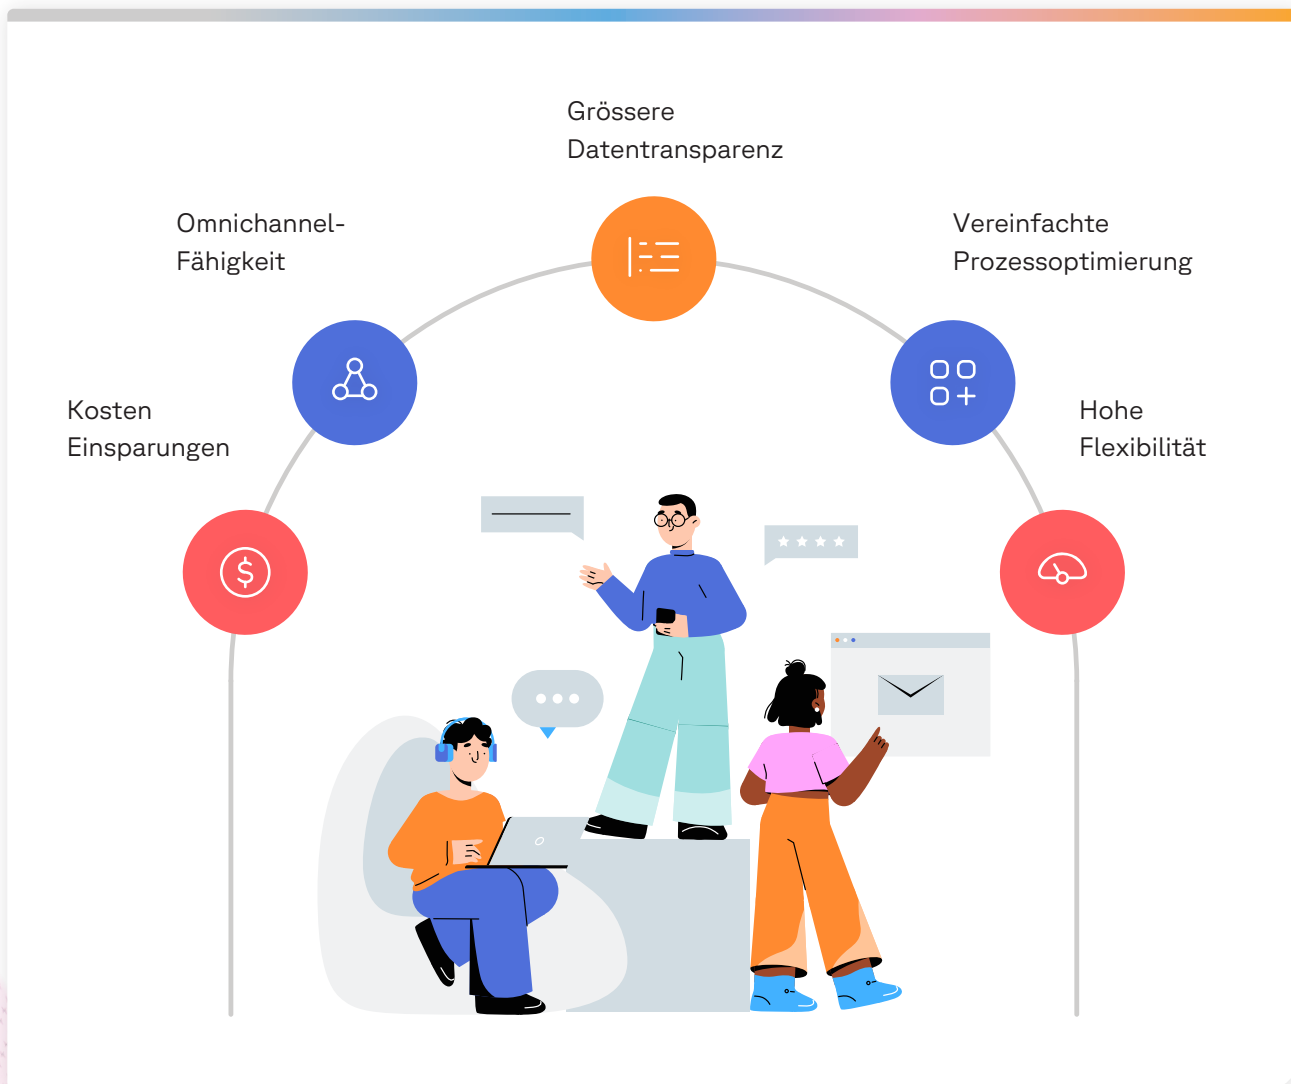 Grössere
Datentransparenz
Omnichannel-
Fähigkeit
Vereinfachte
Prozessoptimierung
Kosten
Einsparungen
Hohe
Flexibilität
$